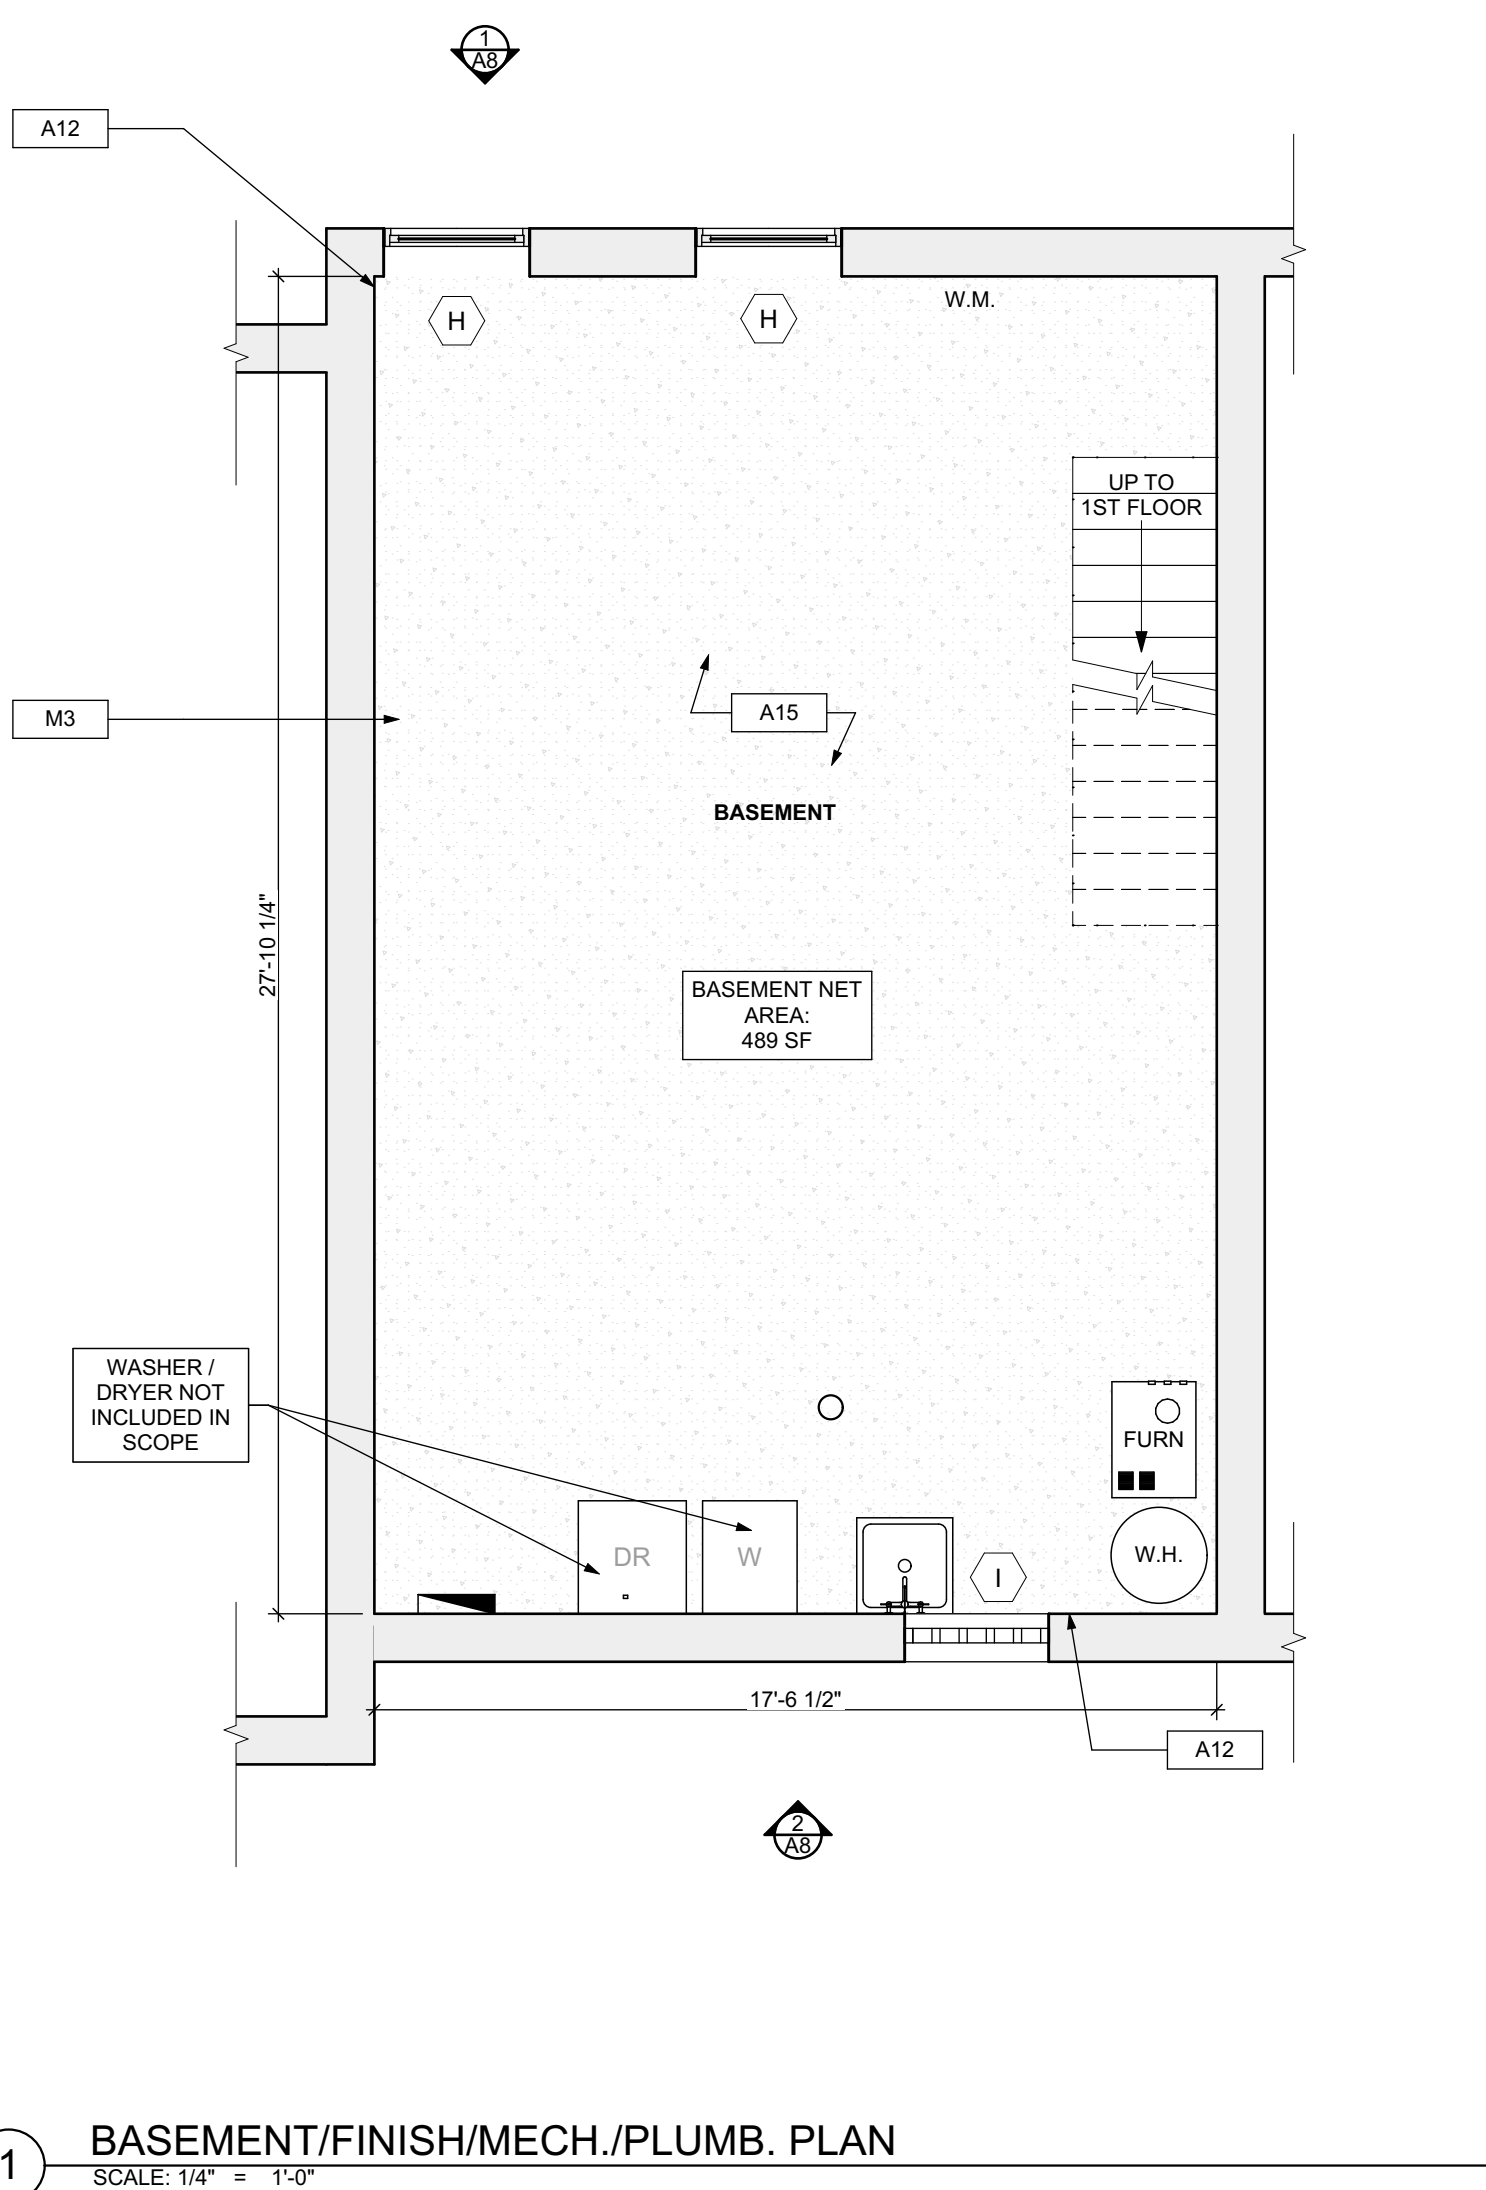 1
A8
A12
W.M.
H
H
UP TO
1ST FLOOR
M3
A15
BASEMENT
27'-10 1/4"
BASEMENT NET
AREA:
489 SF
WASHER /
DRYER NOT
INCLUDED IN
SCOPE
FURN
DR
W
I
W.H.
17'-6 1/2"
A12
2
A8
1
BASEMENT/FINISH/MECH./PLUMB. PLAN
SCALE: 1/4" = 1'-0"